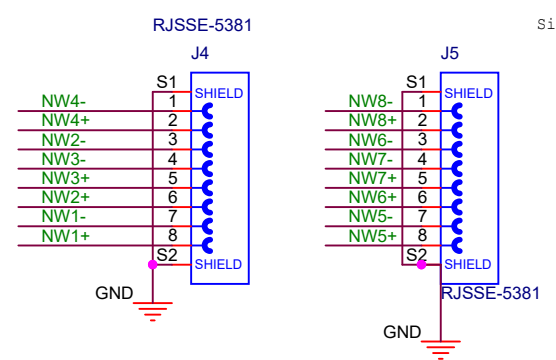 RJSSE-5381
Si
J4
J5
S1
SHIELD
NW4- 1
NW4+ 2
NW2- 3
NW3- 4
NW3+ 5
NW2+ 6
NW1- 7
NW1+ 8
S2
SHIELD
GND
S1
SHIELD
NW8- 1
NW8+ 2
NW6- 3
NW7- 4
NW7+ 5
NW6+ 6
NW5- 7
NW5+ 8
S2
SHIELD
RJSSE-5381
GND